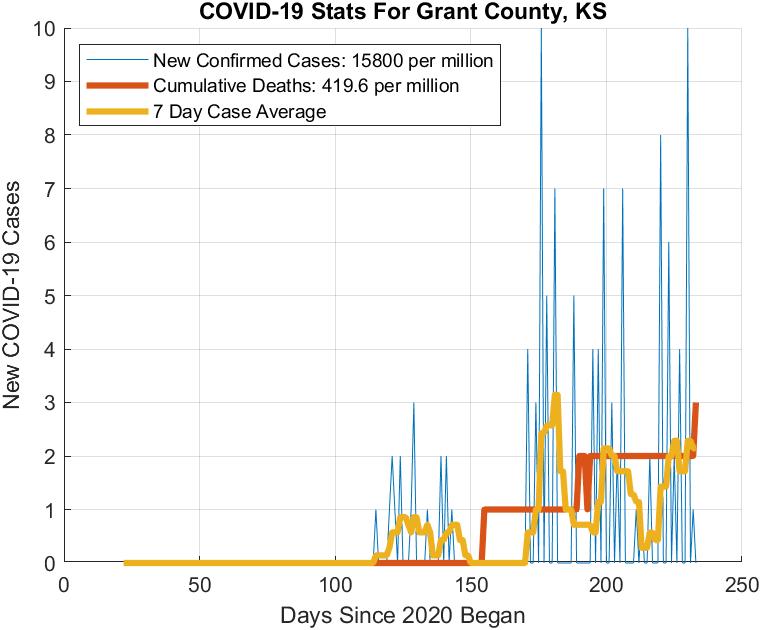 COVID-19 Stats For Grant County, KS
New Confirmed Cases: 15800 per million
Cumulative Deaths: 419.6 per million
7 Day Case Average
New COVID-19 Cases
10
9
8
7
6
5
4
3
2
1
0
0 50 100 150 200 250
Days Since 2020 Began